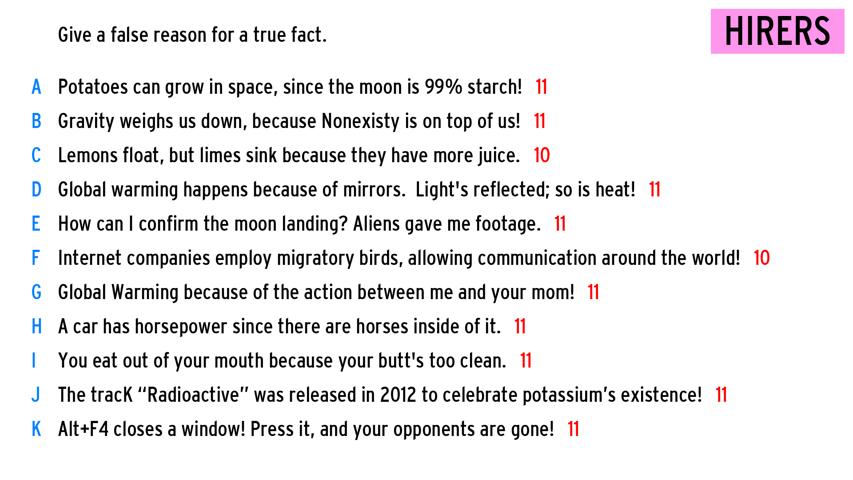 Give a false reason for a true fact.
HIRERS
A Potatoes can grow in space, since the moon is 99% starch! 11
B Gravity weighs us down, because Nonexisty is on top of us! 11
C Lemons float, but limes sink because they have more juice. 10
D Global warming happens because of mirrors. Light's reflected; so is heat! 11
E How can I confirm the moon landing? Aliens gave me footage. 11
F Internet companies employ migratory birds, allowing communication around the world! 10
G Global Warming because of the action between me and your mom! 11
H A car has horsepower since there are horses inside of it. 11
I You eat out of your mouth because your butt's too clean. 11
J The tracK “Radioactive” was released in 2012 to celebrate potassium’s existence! 11
K Alt+F4 closes a window! Press it, and your opponents are gone! 11